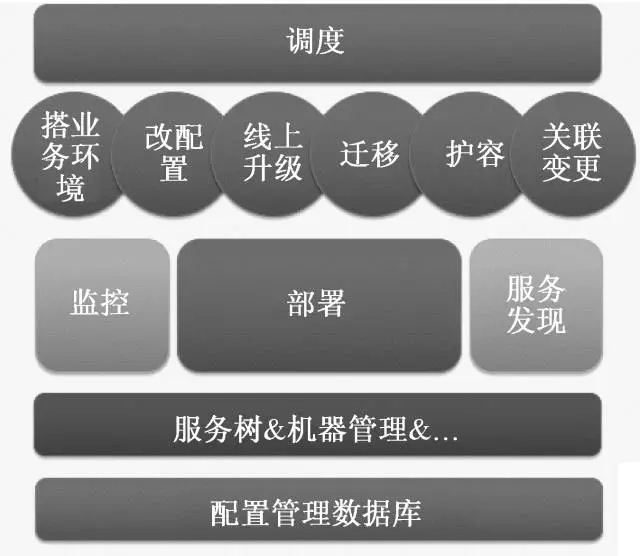 调度
搭业
务环
境
改配
置
线上
升级
迁移
护容
关联
变更
监控
部署
服务
发现
服务树&机器管理&...
配置管理数据库